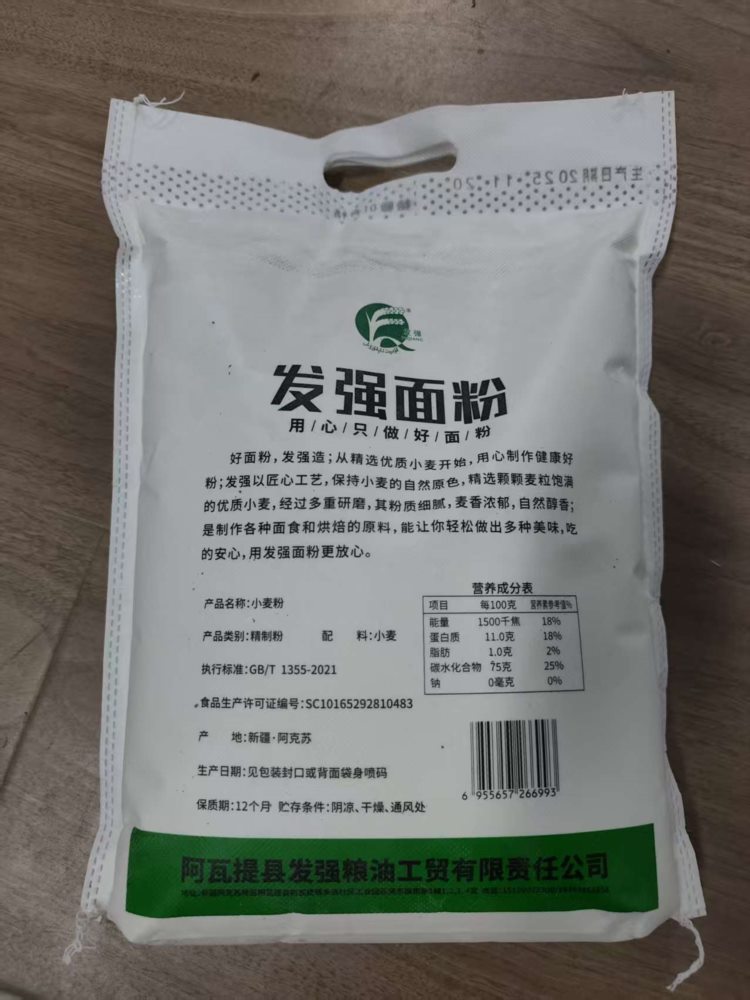 生产日期2025·11·20
发强
QIANG
发强面粉
用/心/只/做/好/面/粉
好面粉，发强造；从精选优质小麦开始，用心制作健康好
粉；发强以匠心工艺，保持小麦的自然原色，精选颗颗麦粒饱满
的优质小麦，经过多重研磨，其粉质细腻，麦香浓郁，自然醇香；
是制作各种面食和烘焙的原料，能让你轻松做出多种美味，吃
的安心，用发强面粉更放心。
产品名称：小麦粉
产品类别：精制粉 配 料：小麦
执行标准：GB/T 1355-2021
食品生产许可证编号：SC10165292810483
产 地：新疆·阿克苏
生产日期：见包装封口或背面袋身喷码
保质期：12个月 贮存条件：阴凉、干燥、通风处
营养成分表
项目 每100克 营养素参考值%
能量 1500千焦 18%
蛋白质 11.0克 18%
脂肪 1.0克 2%
碳水化合物 75克 25%
钠 0毫克 0%
6 955657 266993
阿瓦提县发强粮油工贸有限责任公司